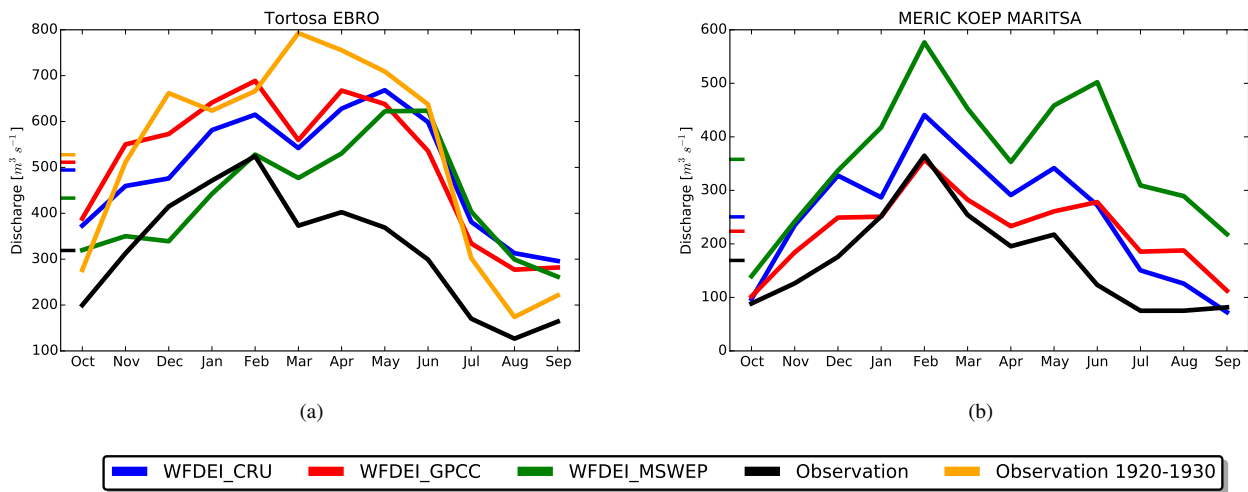 Tortosa EBRO
800
700
600
500
400
300
200
100
Discharge [m³ s⁻¹]
Oct Nov Dec Jan Feb Mar Apr May Jun Jul Aug Sep
(a)
MERIC KOEP MARITSA
600
500
400
300
200
100
0
Discharge [m³ s⁻¹]
Oct Nov Dec Jan Feb Mar Apr May Jun Jul Aug Sep
(b)
WFDEI_CRU WFDEI_GPCC WFDEI_MSWEP Observation Observation 1920-1930